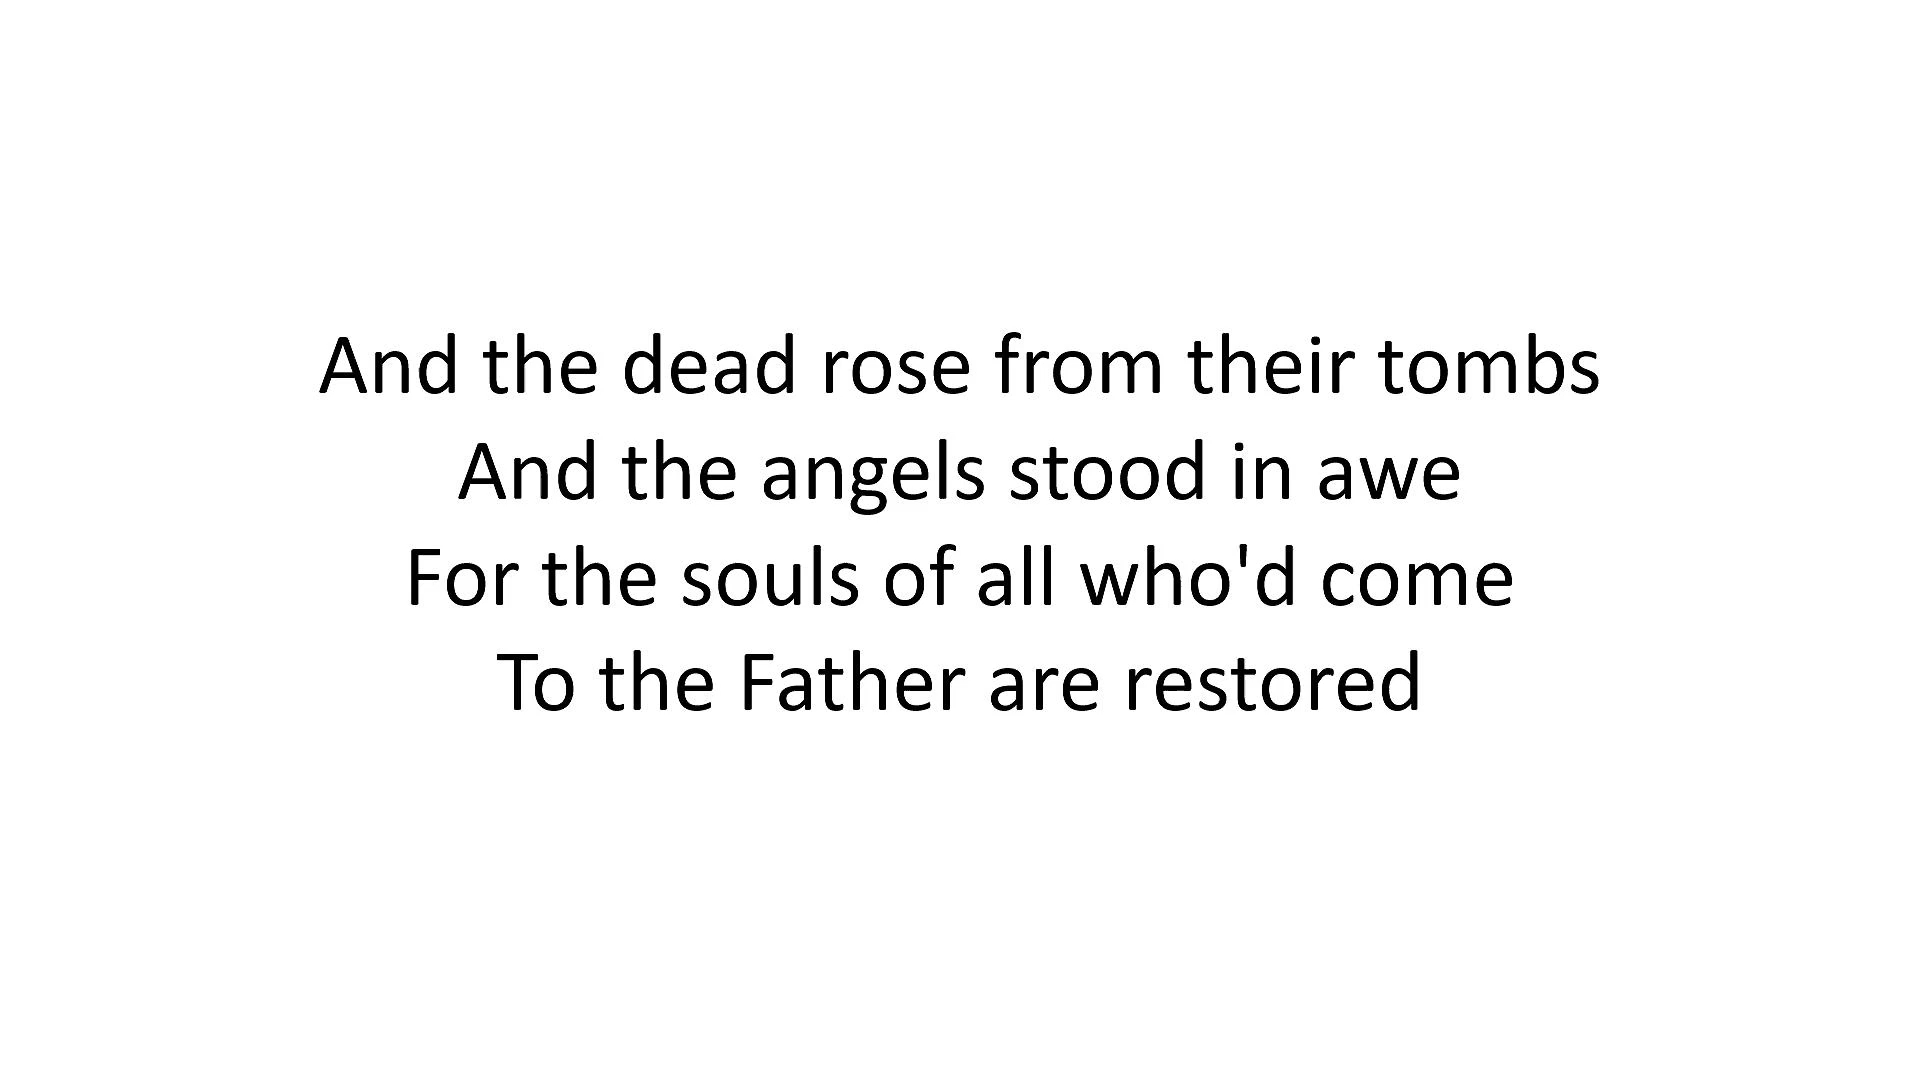 And the dead rose from their tombs
And the angels stood in awe
For the souls of all who'd come
To the Father are restored